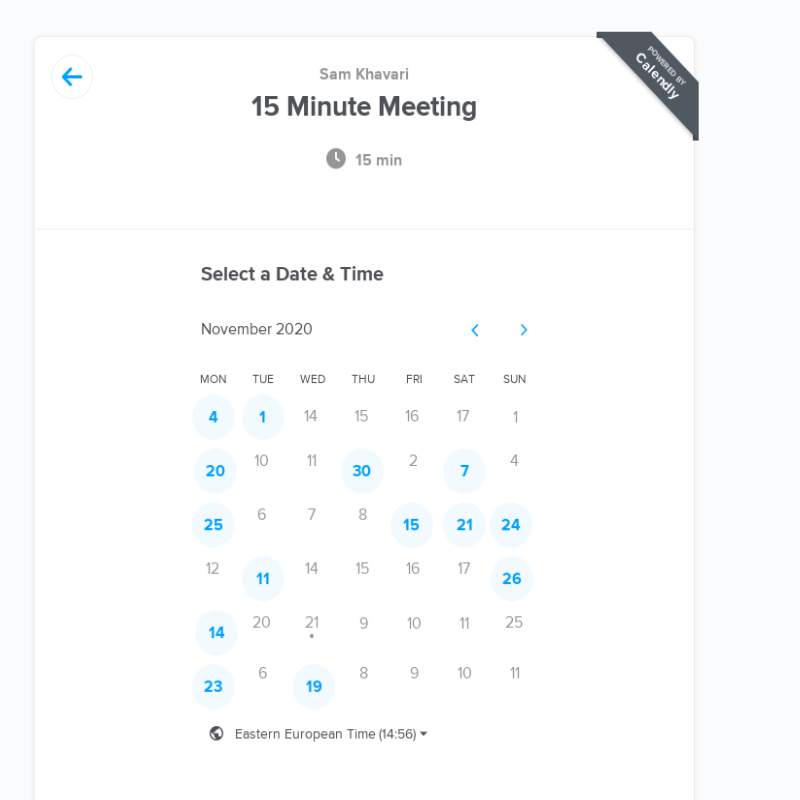 POWERED BY
Calendly
Sam Khavari
15 Minute Meeting
15 min
Select a Date & Time
November 2020
MON TUE WED THU FRI SAT SUN
4 1 14 15 16 17 1
20 10 11 30 2 7 4
25 6 7 8 15 21 24
12 11 14 15 16 17 26
14 20 21 9 10 11 25
23 6 19 8 9 10 11
Eastern European Time (14:56)